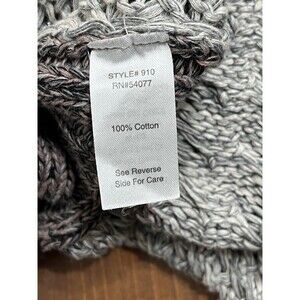 STYLE# 910
RN#54077
100% Cotton
See Reverse
Side For Care